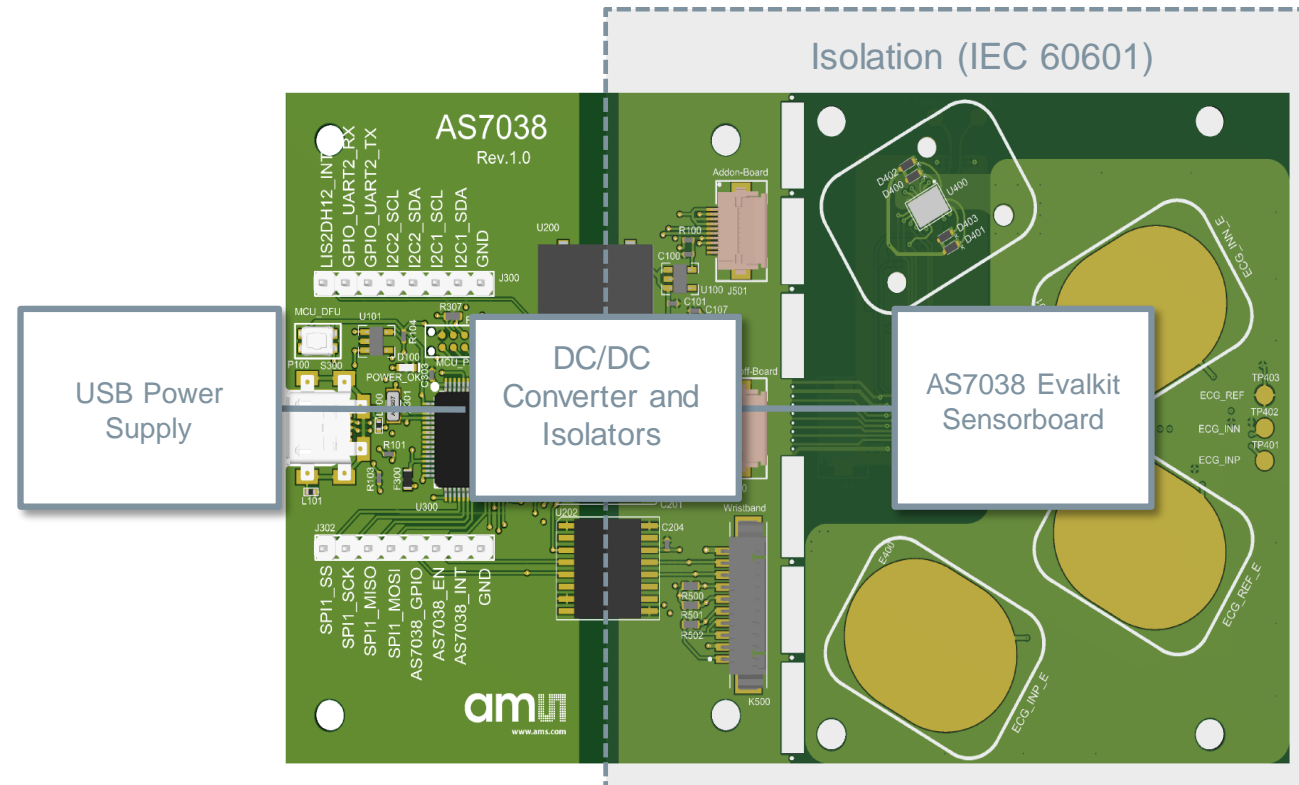 Isolation (IEC 60601)
AS7038
Rev.1.0
LIS2DH12_INT
GPIO_UART2_RX
GPIO_UART2_TX
I2C2_SCL
I2C2_SDA
I2C1_SCL
I2C1_SDA
GND
J300
U200
Addon-Board
R100
C100
U100
J501
C101
C107
D402
D400
U400
D403
D401
ECG_INN_E
MCU_DFU
U101
R104
R307
P100
S300
D100
POWER_OK
C303
USB Power
Supply
DC/DC
Converter and
Isolators
AS7038 Evalkit
Sensorboard
TP403
ECG_REF
TP402
ECG_INN
TP401
ECG_INP
R101
R103
F300
L101
U300
C201
J302
U202
C204
Wristband
SPI1_SS
SPI1_SCK
SPI1_MISO
SPI1_MOSI
AS7038_GPIO
AS7038_EN
AS7038_INT
GND
R500
R501
R502
K500
E400
ECG_INP_E
ECG_REF_E
amu
www.ams.com